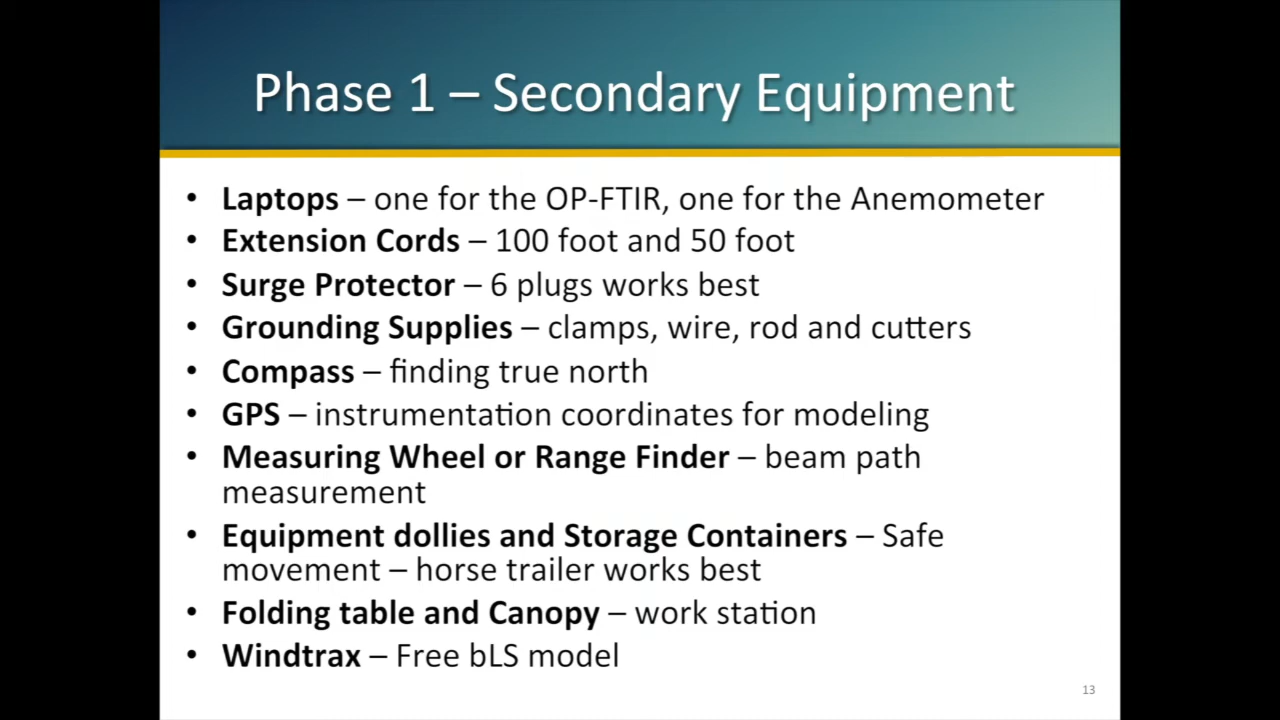 Phase 1 – Secondary Equipment
• Laptops – one for the OP-FTIR, one for the Anemometer
• Extension Cords – 100 foot and 50 foot
• Surge Protector – 6 plugs works best
• Grounding Supplies – clamps, wire, rod and cutters
• Compass – finding true north
• GPS – instrumentation coordinates for modeling
• Measuring Wheel or Range Finder – beam path
measurement
• Equipment dollies and Storage Containers – Safe
movement – horse trailer works best
• Folding table and Canopy – work station
• Windtrax – Free bLS model
13